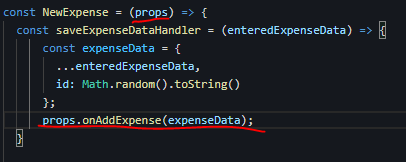 const NewExpense = (props) => {
const saveExpenseDataHandler = (enteredExpenseData) => {
const expenseData = {
...enteredExpenseData,
id: Math.random().toString()
};
props.onAddExpense(expenseData);
}